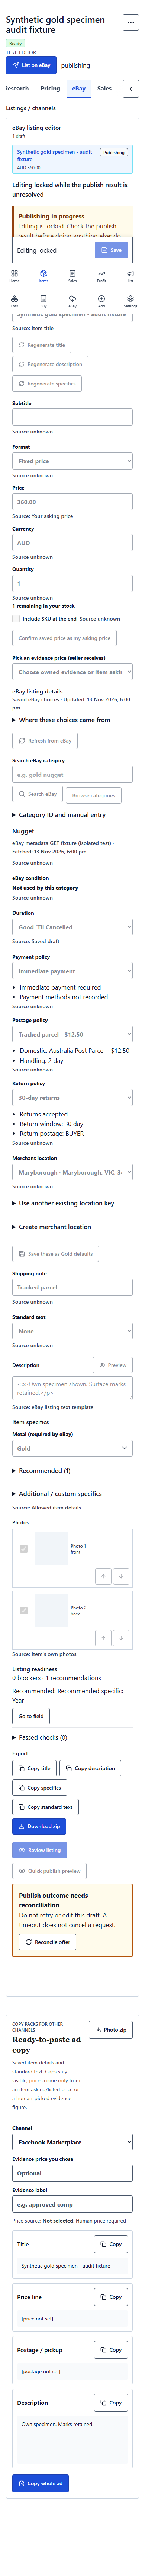 Synthetic gold specimen - audit fixture
Ready
TEST-EDITOR
List on eBay
publishing
esearch
Pricing
eBay
Sales
Listings / channels
eBay listing editor
1 draft
Synthetic gold specimen - audit fixture
Publishing
AUD 360.00
Editing locked while the publish result is unresolved
Publishing in progress
Editing is locked. Check the publish
Editing locked
Save
Home
Items
Sales
Profit
List
Lots
Buy
eBay
Add
Settings
Source: Item title
Regenerate title
Regenerate description
Regenerate specifics
Subtitle
Source unknown
Format
Fixed price
Source unknown
Price
360.00
Source: Your asking price
Currency
AUD
Source unknown
Quantity
1
Source unknown
1 remaining in your stock
Include SKU at the end
Source unknown
Confirm saved price as my asking price
Pick an evidence price (seller receives)
Choose owned evidence or item aski
eBay listing details
Saved eBay choices · Updated: 13 Nov 2026, 6:00 pm
Where these choices came from
Refresh from eBay
Search eBay category
e.g. gold nugget
Search eBay
Browse categories
Category ID and manual entry
Nugget
eBay metadata GET fixture (isolated test) · Fetched: 13 Nov 2026, 6:00 pm
Source unknown
eBay condition
Not used by this category
Source unknown
Duration
Good 'Til Cancelled
Source: Saved draft
Payment policy
Immediate payment
Immediate payment required
Payment methods not recorded
Source unknown
Postage policy
Tracked parcel - $12.50
Domestic: Australia Post Parcel - $12.50
Handling: 2 day
Source unknown
Return policy
30-day returns
Returns accepted
Return window: 30 day
Return postage: BUYER
Source unknown
Merchant location
Maryborough - Maryborough, VIC, 3-
Source unknown
Use another existing location key
Create merchant location
Save these as Gold defaults
Shipping note
Tracked parcel
Source unknown
Standard text
None
Source unknown
Description
Preview
<p>Own specimen. Surface marks retained.</p>
Source: eBay listing text template
Item specifics
Metal (required by eBay)
Gold
Recommended (1)
Additional / custom specifics
Source: Allowed item details
Photos
Photo 1
front
Photo 2
back
Source: Item's own photos
Listing readiness
0 blockers · 1 recommendations
Recommended: Recommended specific: Year
Go to field
Passed checks (0)
Export
Copy title
Copy description
Copy specifics
Copy standard text
Download zip
Review listing
Quick publish preview
Publish outcome needs reconciliation
Do not retry or edit this draft. A timeout does not cancel a request.
Reconcile offer
COPY PACKS FOR OTHER CHANNELS
Ready-to-paste ad copy
Photo zip
Saved item details and standard text. Gaps stay visible; prices come only from an item asking/listed price or a human-picked evidence figure.
Channel
Facebook Marketplace
Evidence price you chose
Optional
Evidence label
e.g. approved comp
Price source: Not selected. Human price required
Title
Copy
Synthetic gold specimen - audit fixture
Price line
Copy
[price not set]
Postage / pickup
Copy
[postage not set]
Description
Copy
Own specimen. Marks retained.
Copy whole ad